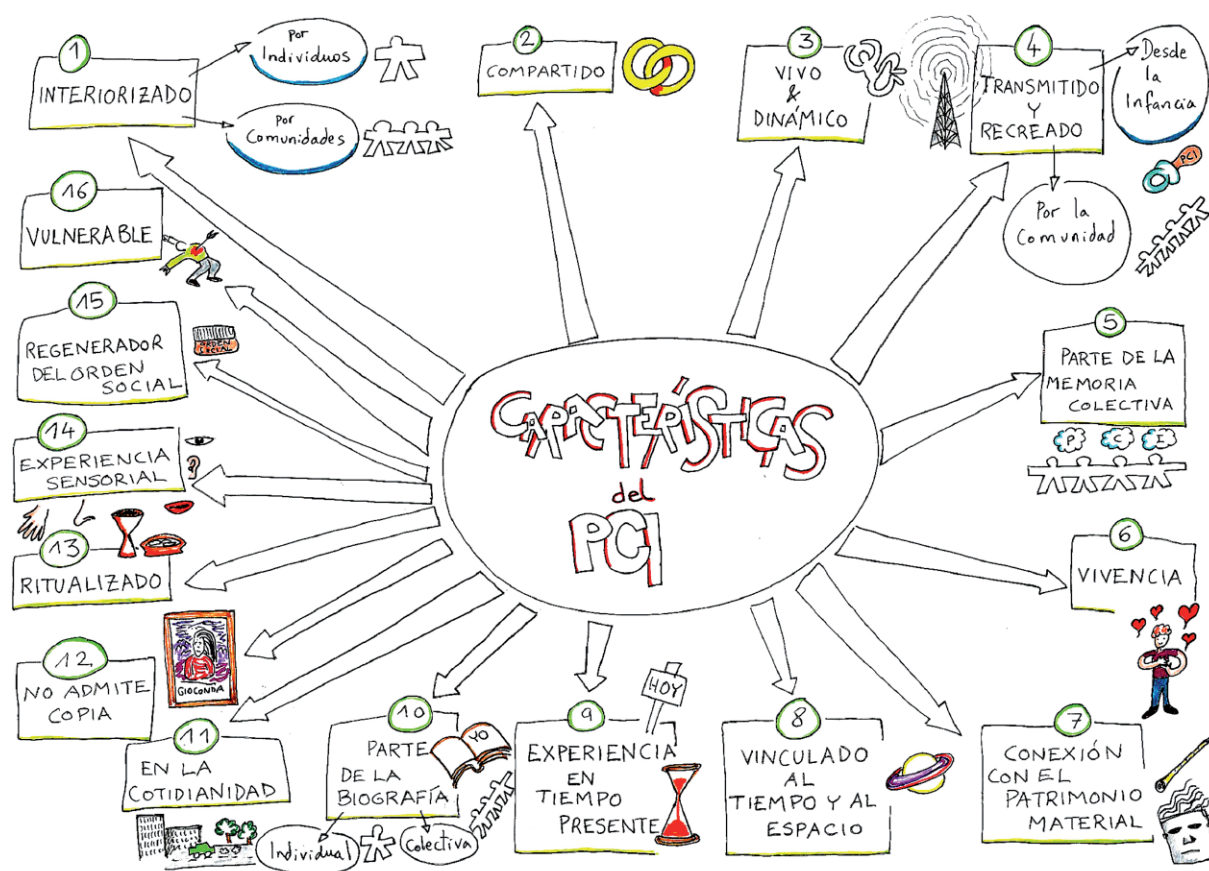 CARACTERÍSTICAS
del
PCI
1
INTERIORIZADO
Por
Individuos
Por
Comunidades
2
COMPARTIDO
3
VIVO
&
DINÁMICO
4
TRANSMITIDO
Y
RECREADO
Desde
la
Infancia
PCI
Por la
Comunidad
5
PARTE DE LA
MEMORIA
COLECTIVA
P C E
6
VIVENCIA
7
CONEXIÓN
CON EL
PATRIMONIO
MATERIAL
8
VINCULADO
AL
TIEMPO Y AL
ESPACIO
9
HOY
EXPERIENCIA
EN
TIEMPO
PRESENTE
10
YO
PARTE
DE LA
BIOGRAFÍA
Individual
Colectiva
11
EN LA
COTIDIANIDAD
12
NO ADMITE
COPIA
GIOCONDA
13
RITUALIZADO
14
EXPERIENCIA
SENSORIAL
15
REGENERADOR
DEL ORDEN
SOCIAL
ORDEN
SOCIAL
16
VULNERABLE